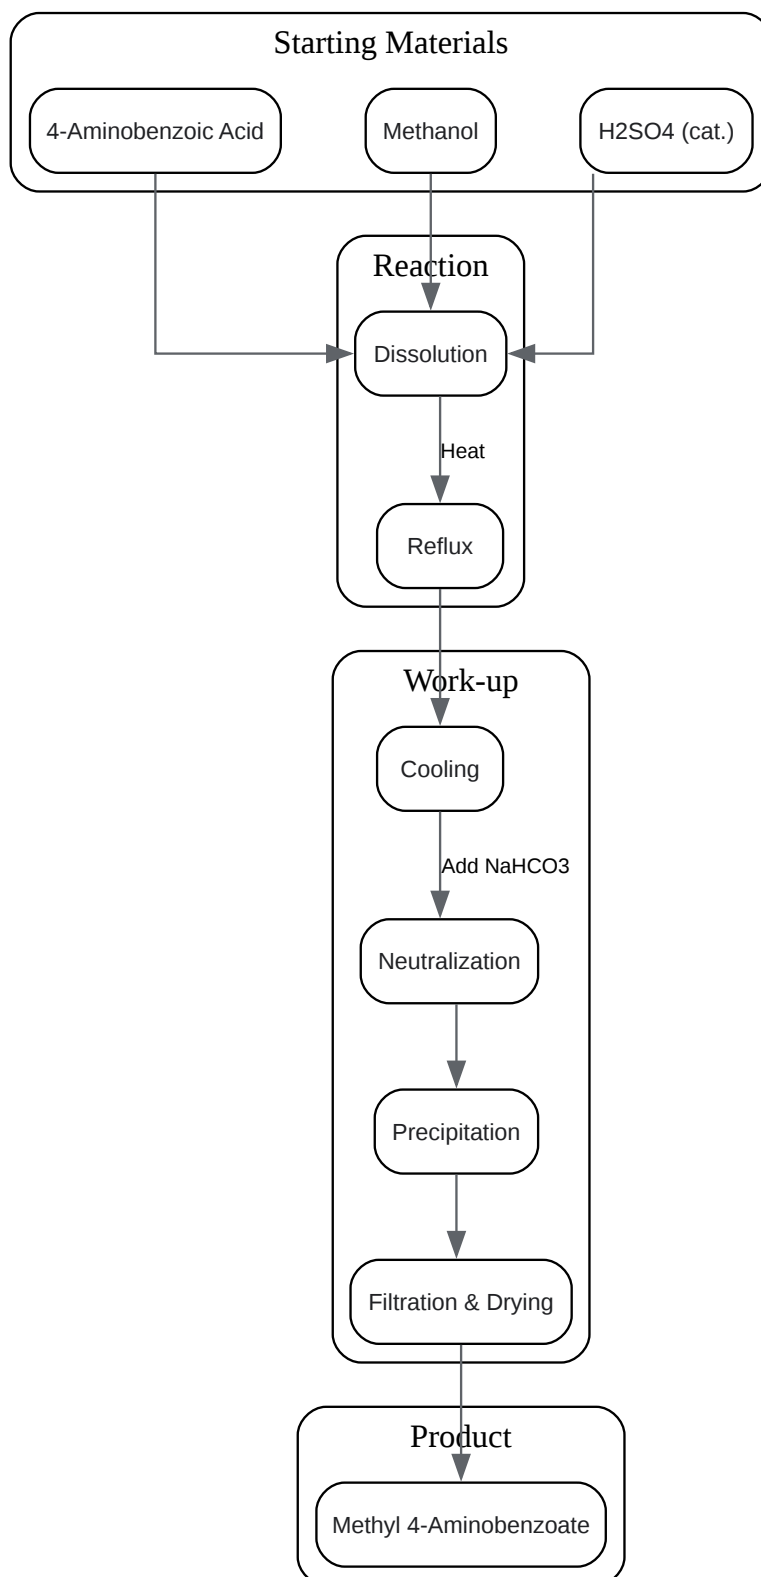 Starting Materials
4-Aminobenzoic Acid
Methanol
H2SO4 (cat.)
Reaction
Dissolution
Heat
Reflux
Work-up
Cooling
Add NaHCO3
Neutralization
Precipitation
Filtration & Drying
Product
Methyl 4-Aminobenzoate